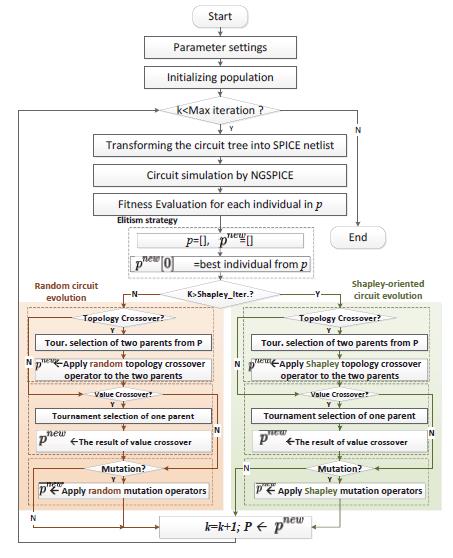 Start
Parameter settings
Initializing population
k<Max iteration ?
Y
N
Transforming the circuit tree into SPICE netlist
Circuit simulation by NGSPICE
Fitness Evaluation for each individual in p
Elitism strategy
p=[], p^new=[]
End
p^new[0] =best individual from p
Random circuit
evolution
N
K>Shapley_Iter.?
Y
Shapley-oriented
circuit evolution
Topology Crossover?
Y
Tour. selection of two parents from P
N
p^new←Apply random topology crossover
operator to the two parents
Value Crossover?
Y
Tournament selection of one parent
N
p^new ←The result of value crossover
Mutation?
Y
p^new ← Apply random mutation operators
N
Topology Crossover?
Y
Tour. selection of two parents from P
N
p^new←Apply Shapley topology crossover
operator to the two parents
Value Crossover?
Y
Tournament selection of one parent
N
p^new ←The result of value crossover
Mutation?
N
Y
p^new ← Apply Shapley mutation operators
k=k+1; P ← p^new